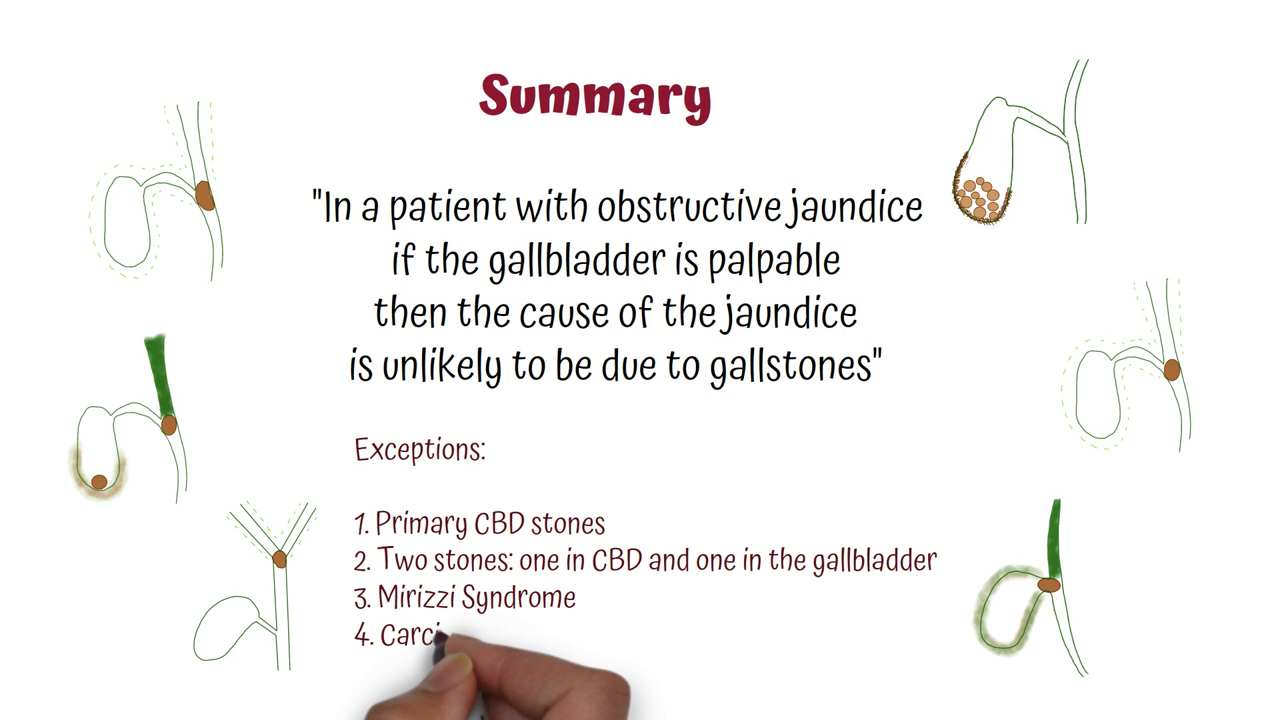 Summary
"In a patient with obstructive jaundice
if the gallbladder is palpable
then the cause of the jaundice
is unlikely to be due to gallstones"
Exceptions:
1. Primary CBD stones
2. Two stones: one in CBD and one in the gallbladder
3. Mirizzi Syndrome
4. Carci